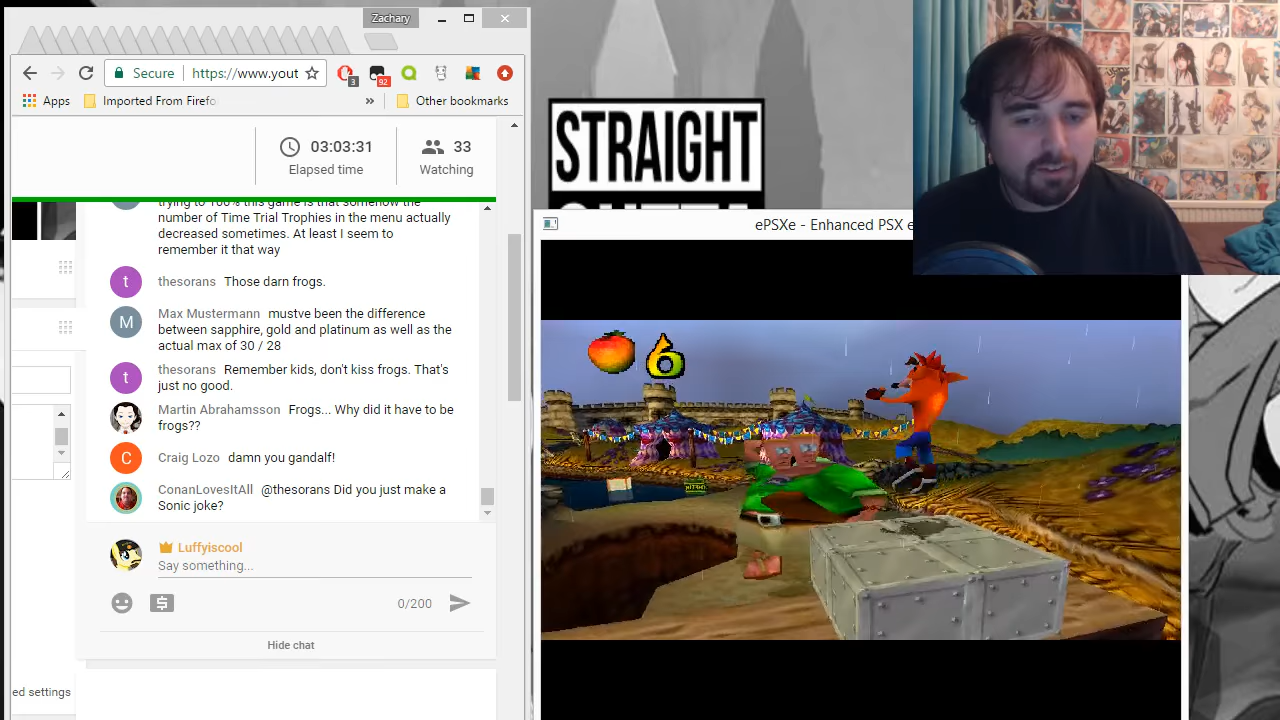 Zachary
Secure https://www.yout
3
92
Apps Imported From Firefo » Other bookmarks
03:03:31 33
Elapsed time Watching
trying to 100% this game is that somehow the
number of Time Trial Trophies in the menu actually
decreased sometimes. At least I seem to
remember it that way
t thesorans Those darn frogs.
M Max Mustermann mustve been the difference
between sapphire, gold and platinum as well as the
actual max of 30 / 28
t thesorans Remember kids, don't kiss frogs. That's
just no good.
Martin Abrahamsson Frogs... Why did it have to be
frogs??
C Craig Lozo damn you gandalf!
ConanLovesItAll @thesorans Did you just make a
Sonic joke?
Luffyiscool
Say something...
0/200
Hide chat
ed settings
STRAIGHT
ePSXe - Enhanced PSX e
6
NITRO